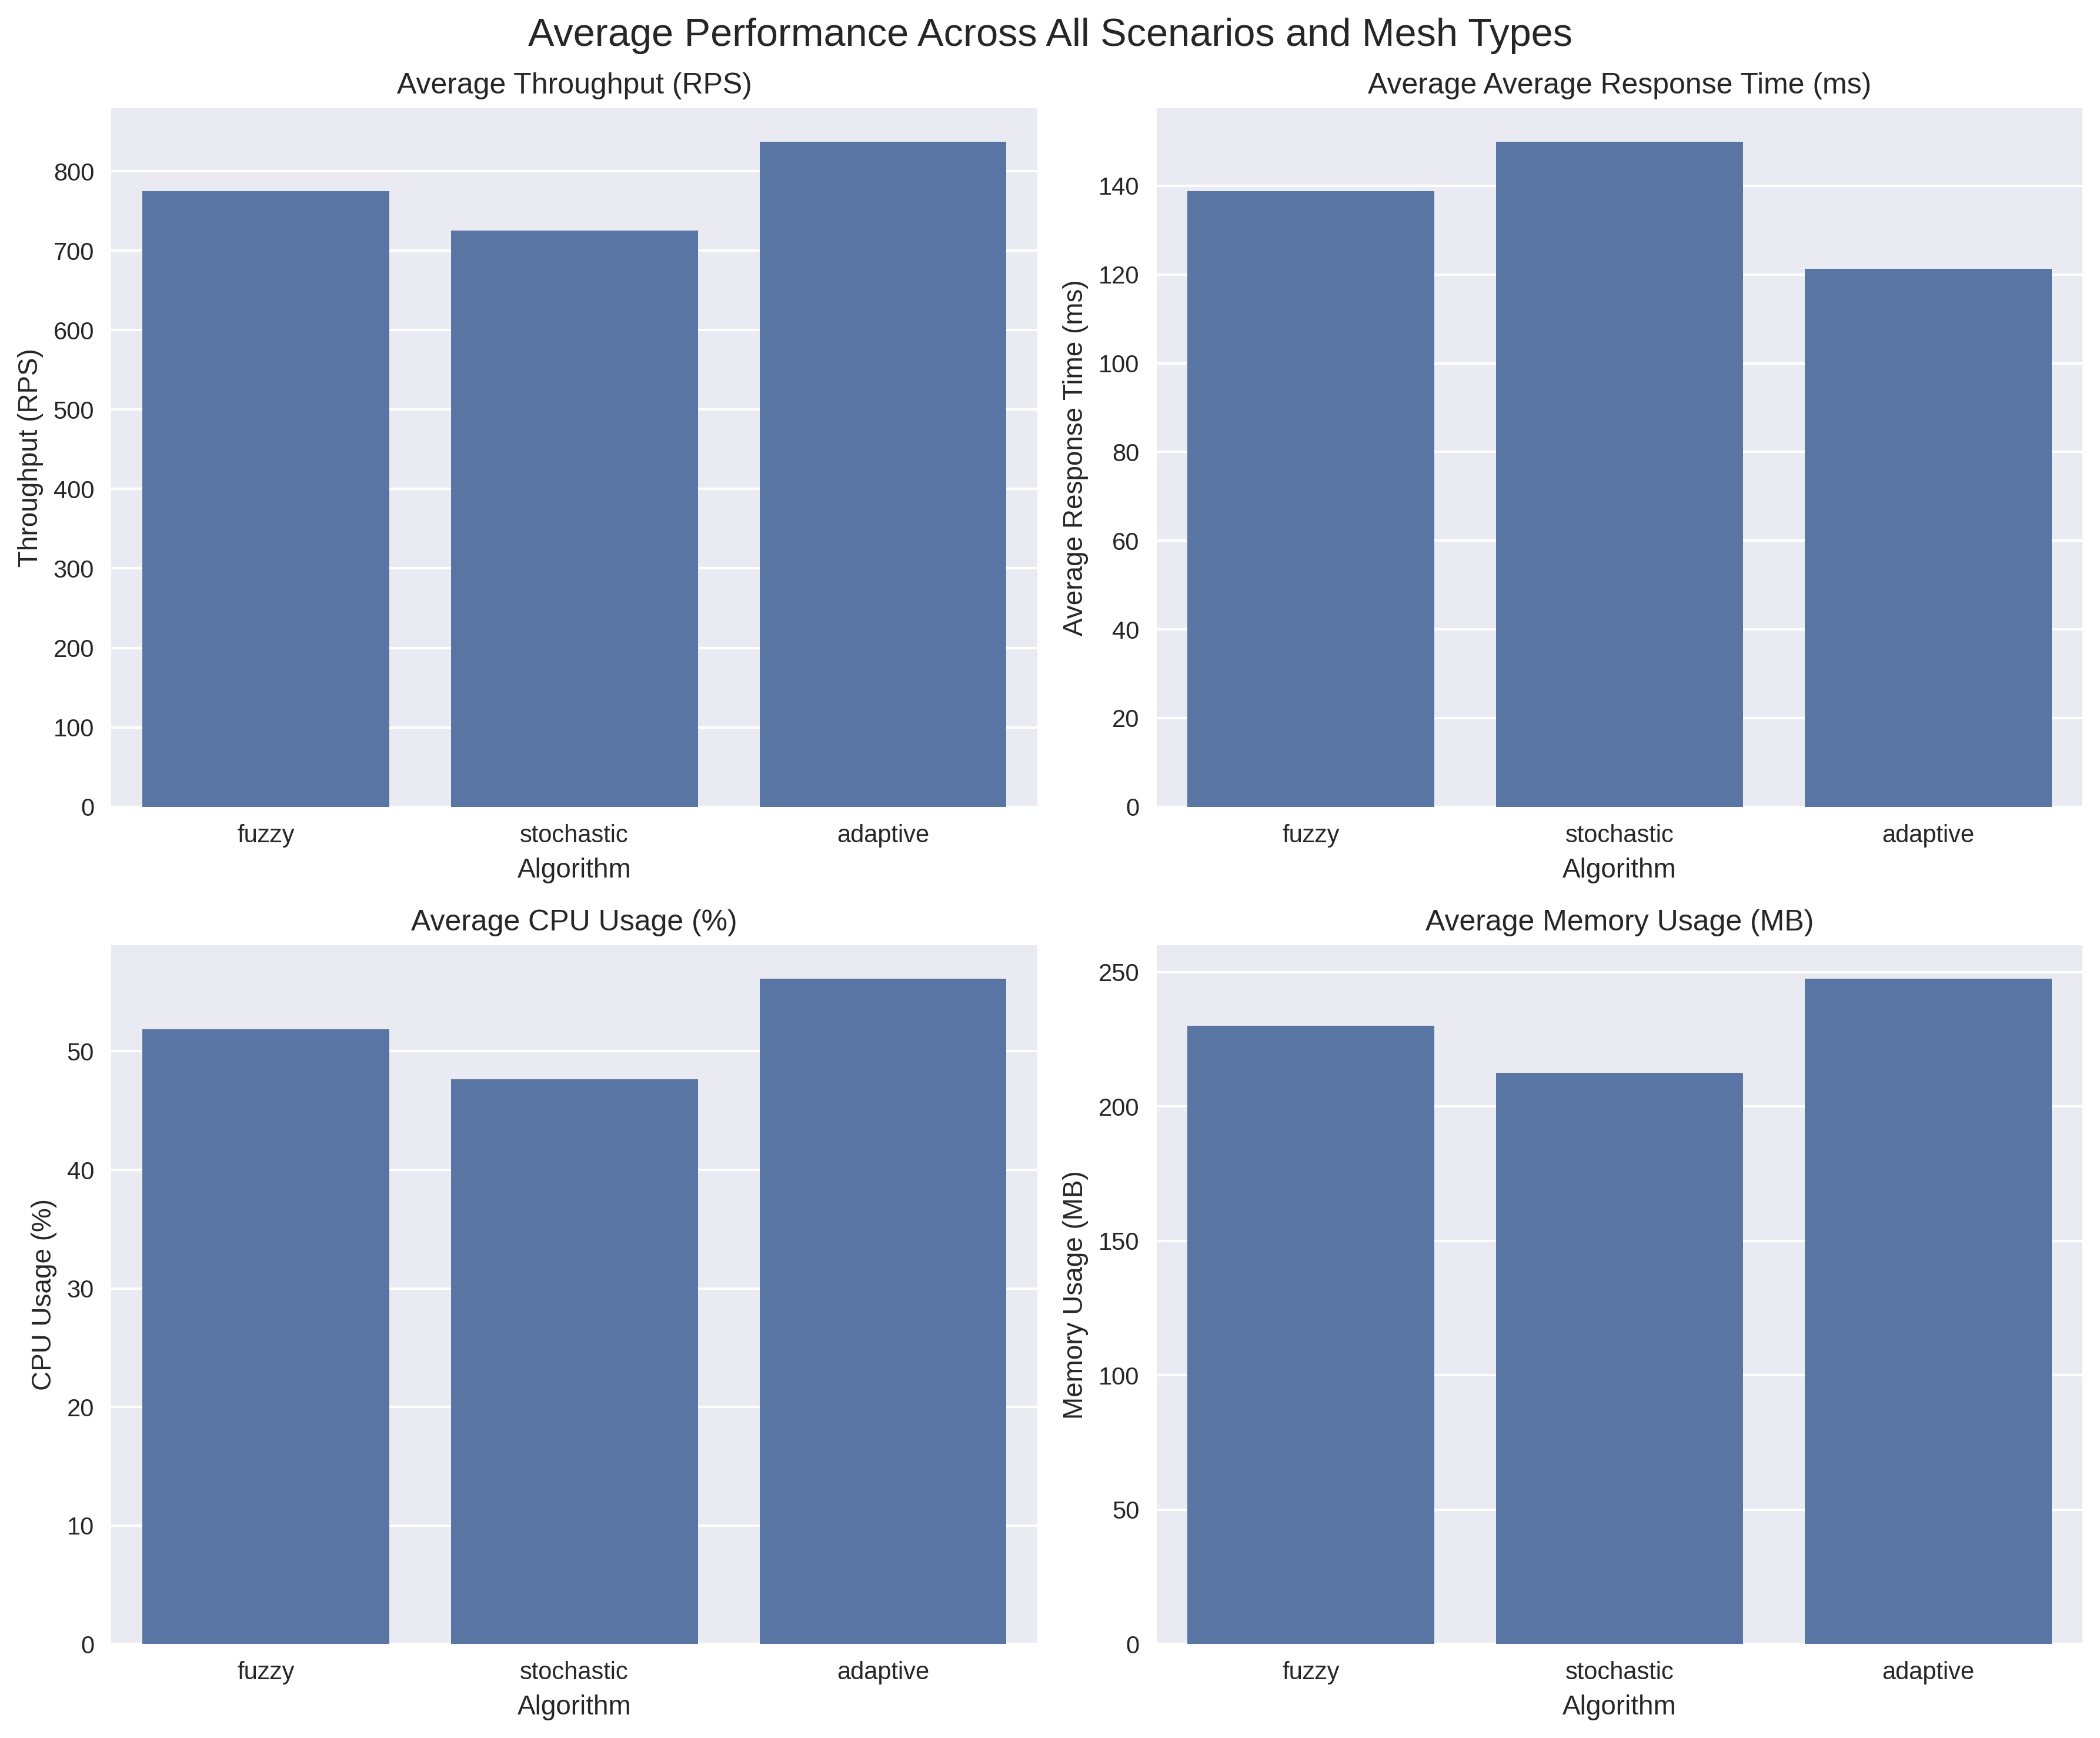 Average Performance Across All Scenarios and Mesh Types
Average Throughput (RPS)
Throughput (RPS)
800
700
600
500
400
300
200
100
0
fuzzy stochastic adaptive
Algorithm
Average Average Response Time (ms)
Average Response Time (ms)
140
120
100
80
60
40
20
0
fuzzy stochastic adaptive
Algorithm
Average CPU Usage (%)
CPU Usage (%)
50
40
30
20
10
0
fuzzy stochastic adaptive
Algorithm
Average Memory Usage (MB)
Memory Usage (MB)
250
200
150
100
50
0
fuzzy stochastic adaptive
Algorithm